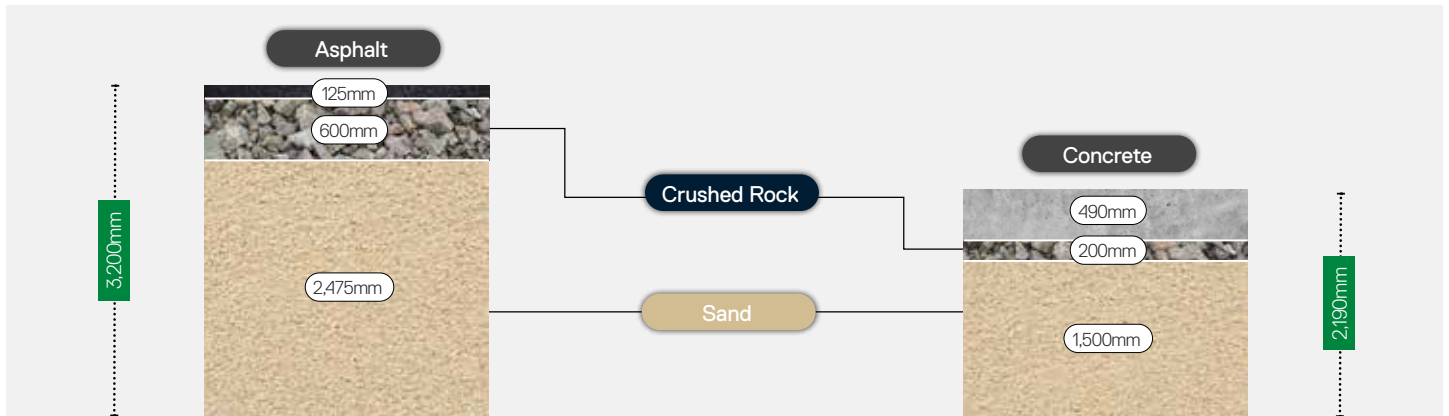 Asphalt
125mm
600mm
3,200mm
2,475mm
Crushed Rock
Sand
Concrete
490mm
200mm
1,500mm
2,190mm